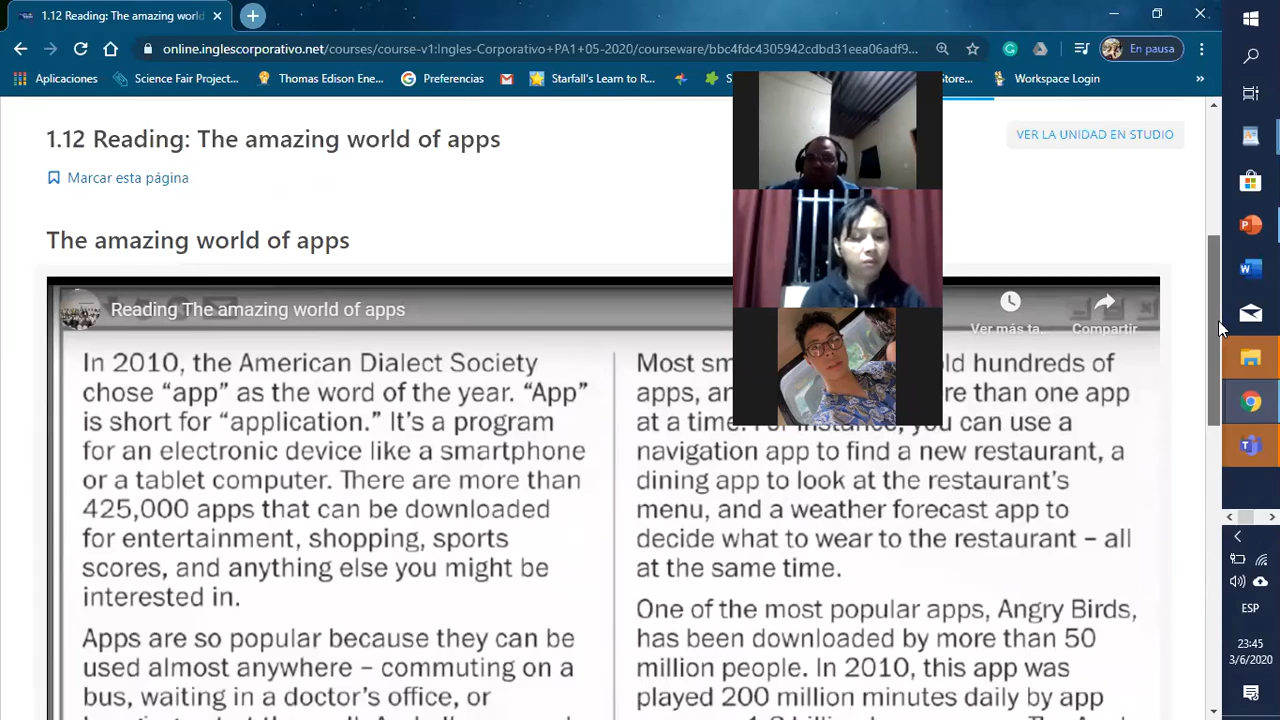 1.12 Reading: The amazing world
online.inglescorporativo.net/courses/course-v1:Ingles-Corporativo+PA1+05-2020/courseware/bbc4fdc4305942cdbd31eea06adf9...
En pausa
Aplicaciones
Science Fair Project...
Thomas Edison Ene...
Preferencias
Starfall's Learn to R...
S
Store...
Workspace Login
»
1.12 Reading: The amazing world of apps
VER LA UNIDAD EN STUDIO
Marcar esta página
The amazing world of apps
Reading The amazing world of apps
Ver más ta...
Compartir
In 2010, the American Dialect Society
chose “app” as the word of the year. “App”
is short for “application.” It’s a program
for an electronic device like a smartphone
or a tablet computer. There are more than
425,000 apps that can be downloaded
for entertainment, shopping, sports
scores, and anything else you might be
interested in.
Apps are so popular because they can be
used almost anywhere – commuting on a
bus, waiting in a doctor’s office, or
Most sm old hundreds of
apps, an re than one app
at a time. For instance, you can use a
navigation app to find a new restaurant, a
dining app to look at the restaurant’s
menu, and a weather forecast app to
decide what to wear to the restaurant – all
at the same time.
One of the most popular apps, Angry Birds,
has been downloaded by more than 50
million people. In 2010, this app was
played 200 million minutes daily by app
ESP
23:45
3/6/2020